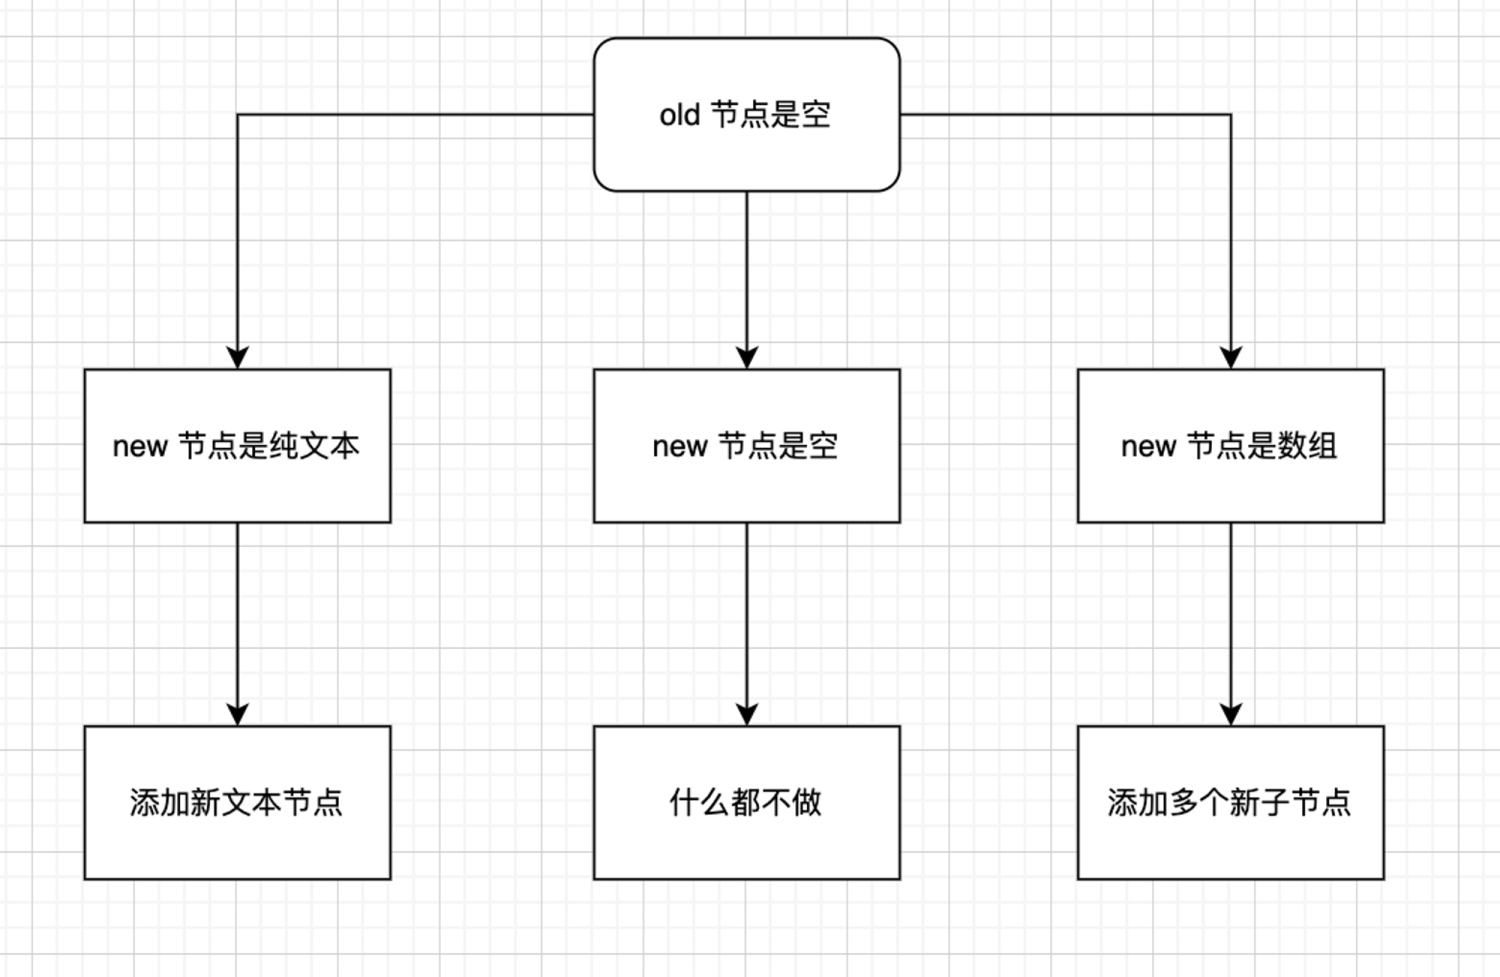 old 节点是空
new 节点是纯文本
new 节点是空
new 节点是数组
添加新文本节点
什么都不做
添加多个新子节点